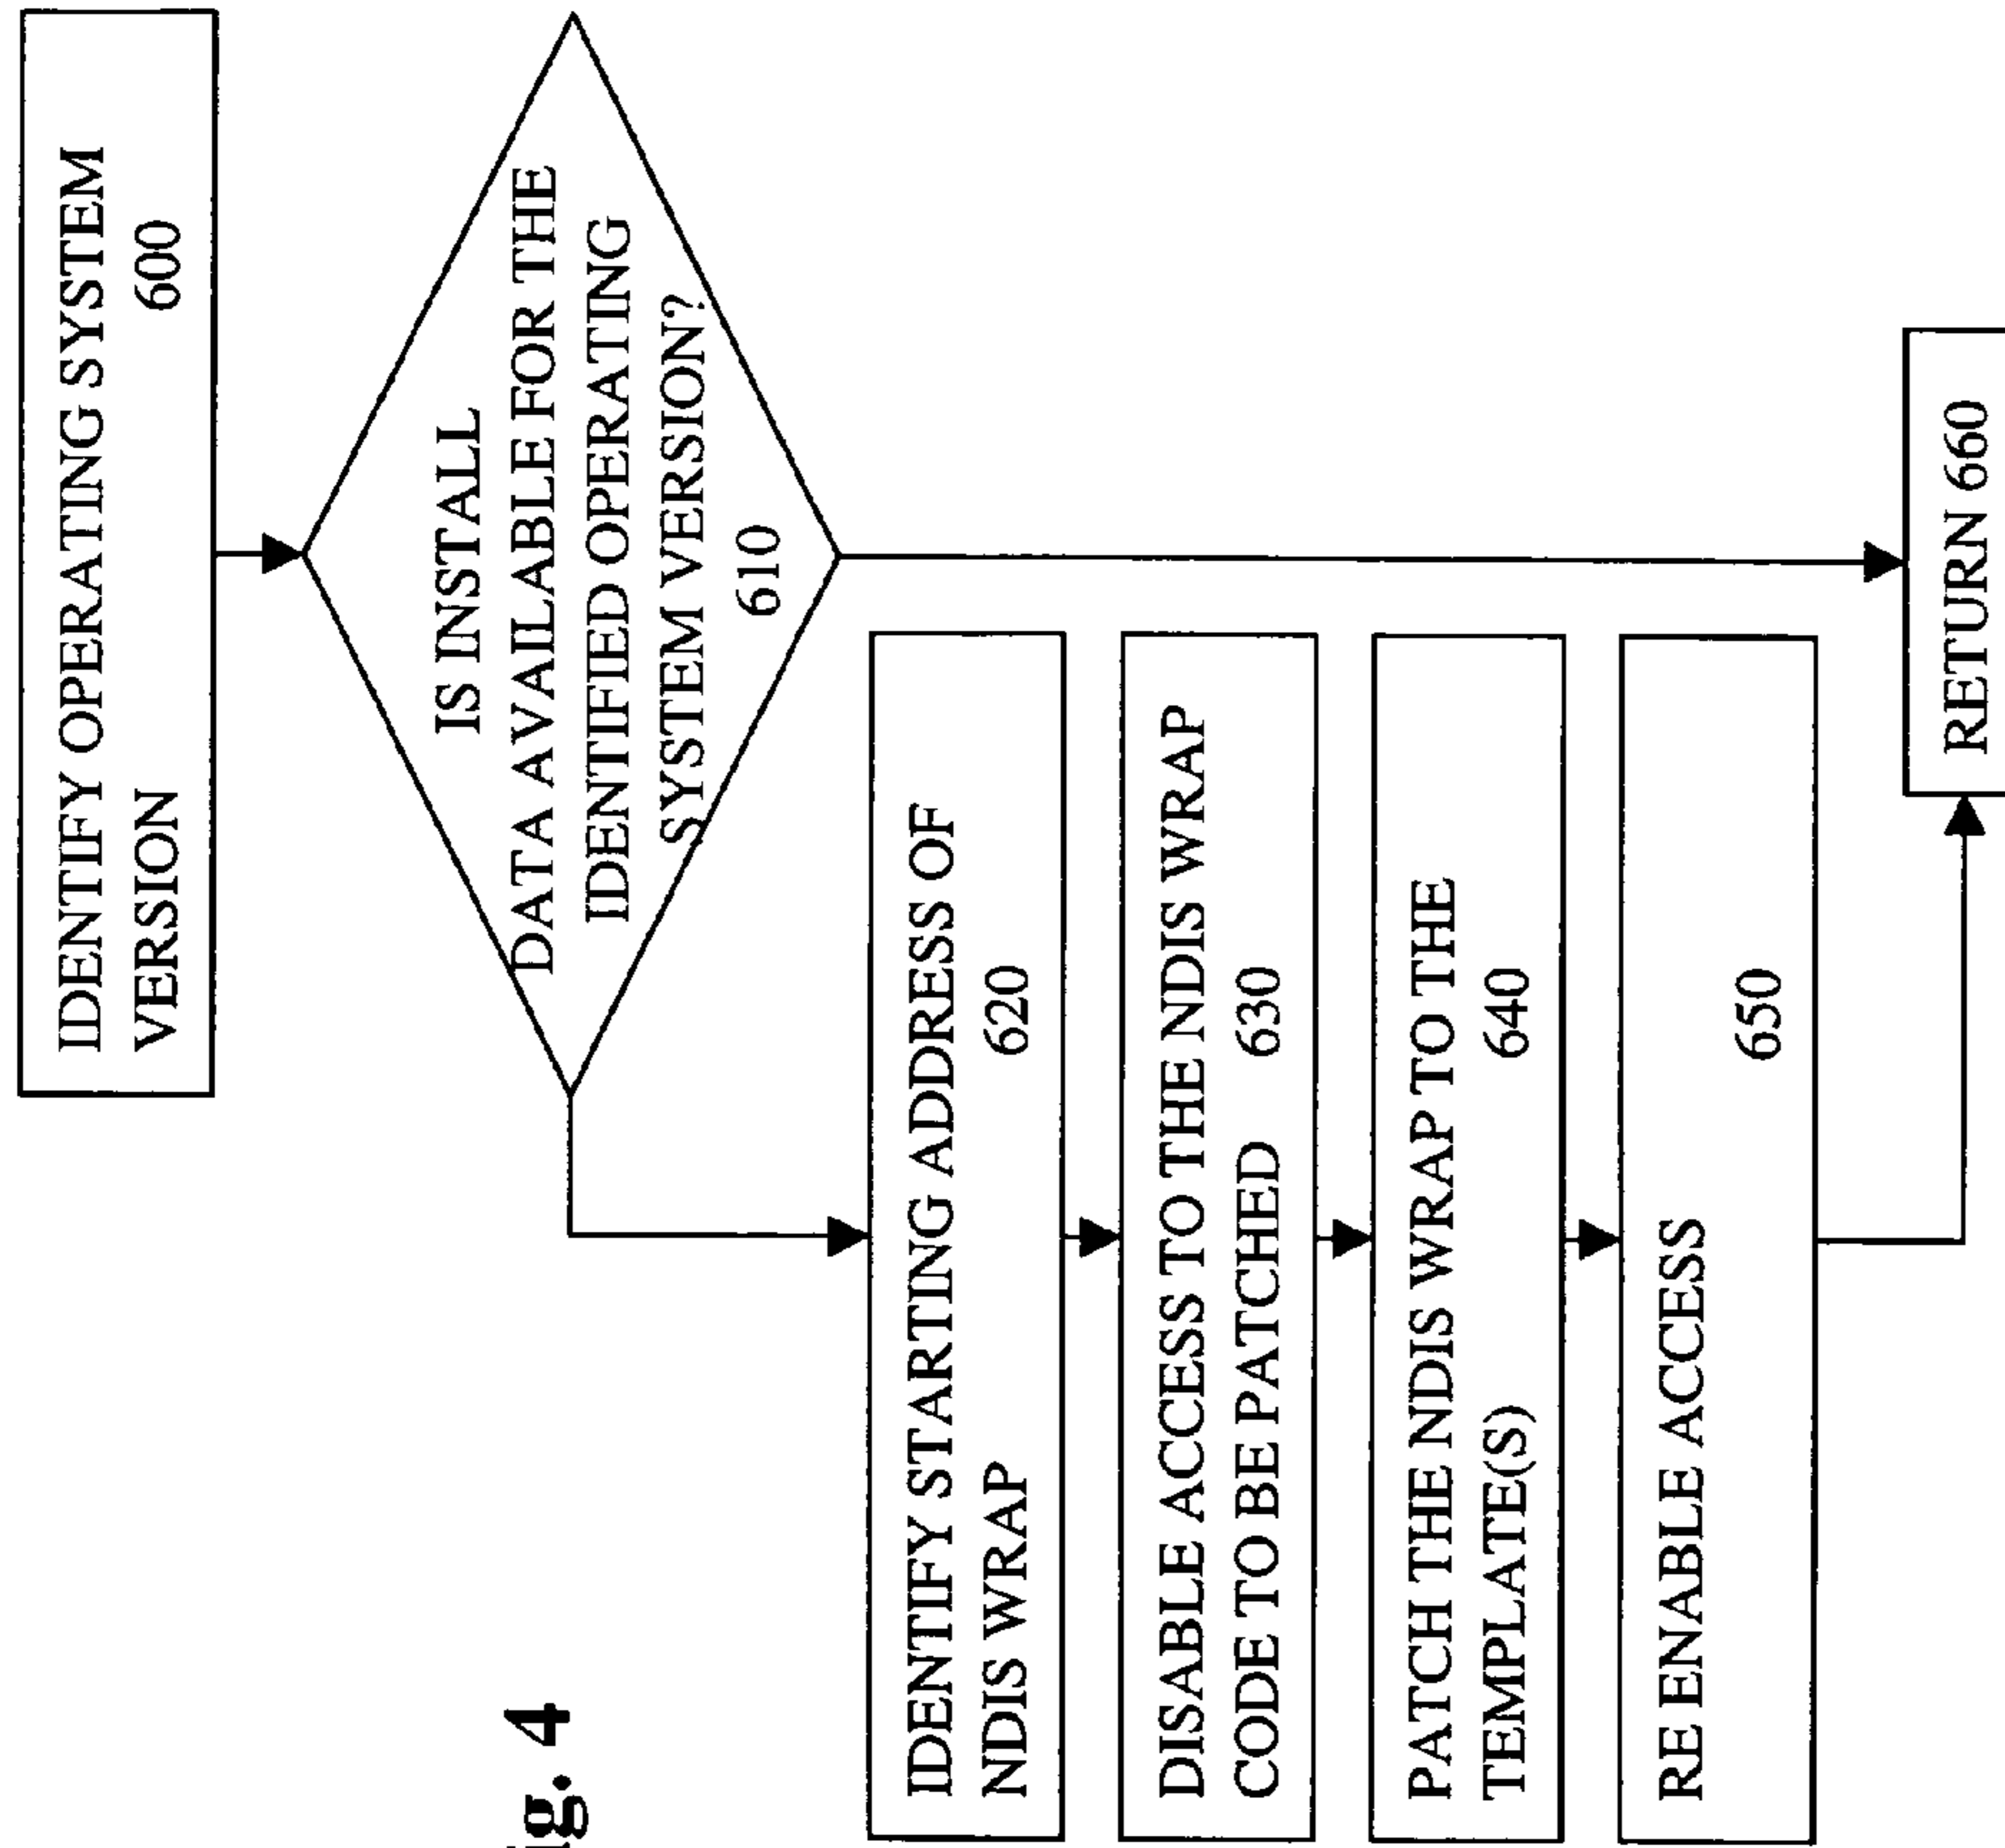 IDENTIFY OPERATING SYSTEM
VERSION 600
IS INSTALL
DATA AVAILABLE FOR THE
IDENTIFIED OPERATING
SYSTEM VERSION?
610
IDENTIFY STARTING ADDRESS OF
NDIS WRAP 620
DISABLE ACCESS TO THE NDIS WRAP
CODE TO BE PATCHED 630
PATCH THE NDIS WRAP TO THE
TEMPLATE(S) 640
RE ENABLE ACCESS
650
RETURN 660
ig. 4